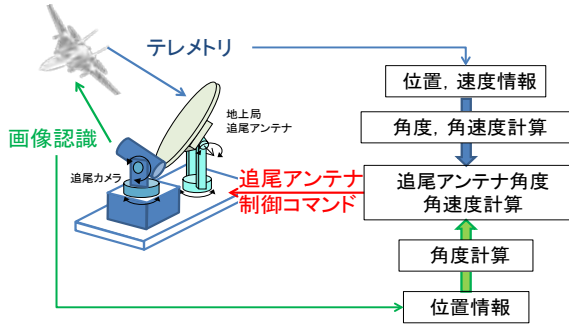 テレメトリ
位置，速度情報
地上局
追尾アンテナ
角度，角速度計算
画像認識
追尾カメラ
追尾アンテナ
制御コマンド
追尾アンテナ角度
角速度計算
角度計算
位置情報